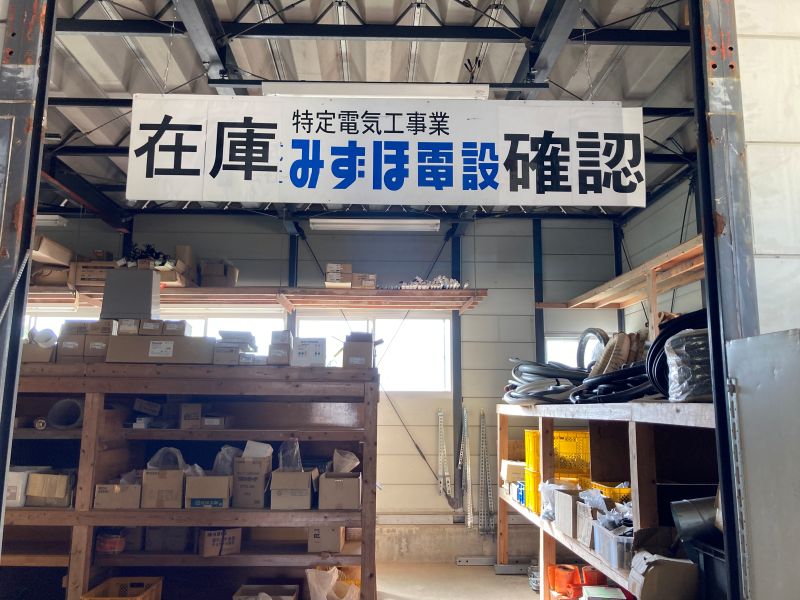 在庫
特定電気工事業
みずほ電設
確認